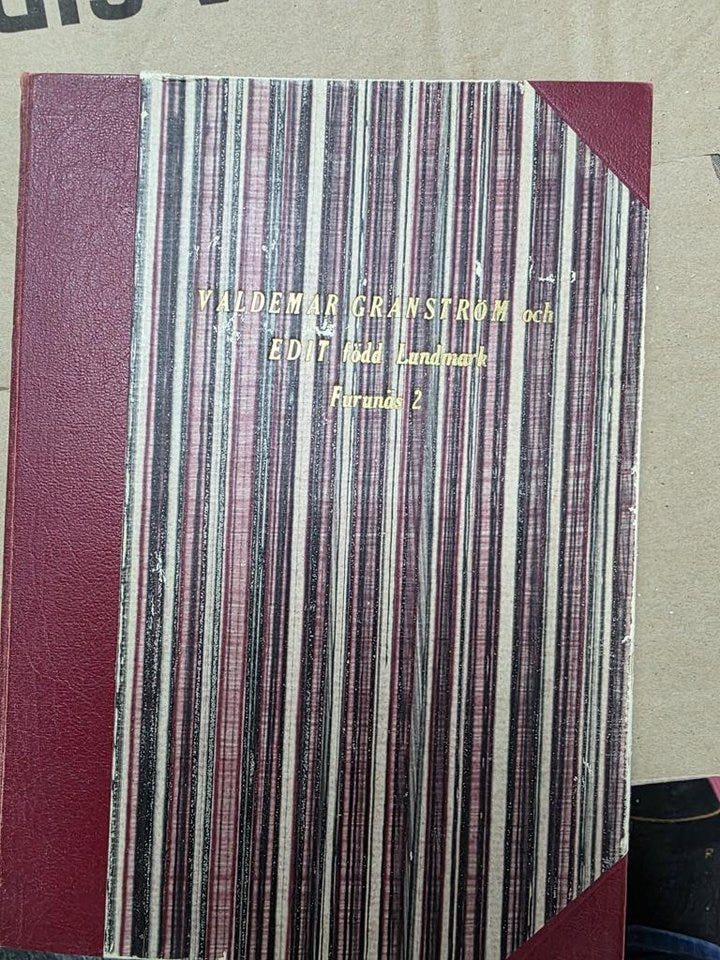 VALDEMAR GRANSTRÖM och
EDIT född Lundmark
Furunäs 2